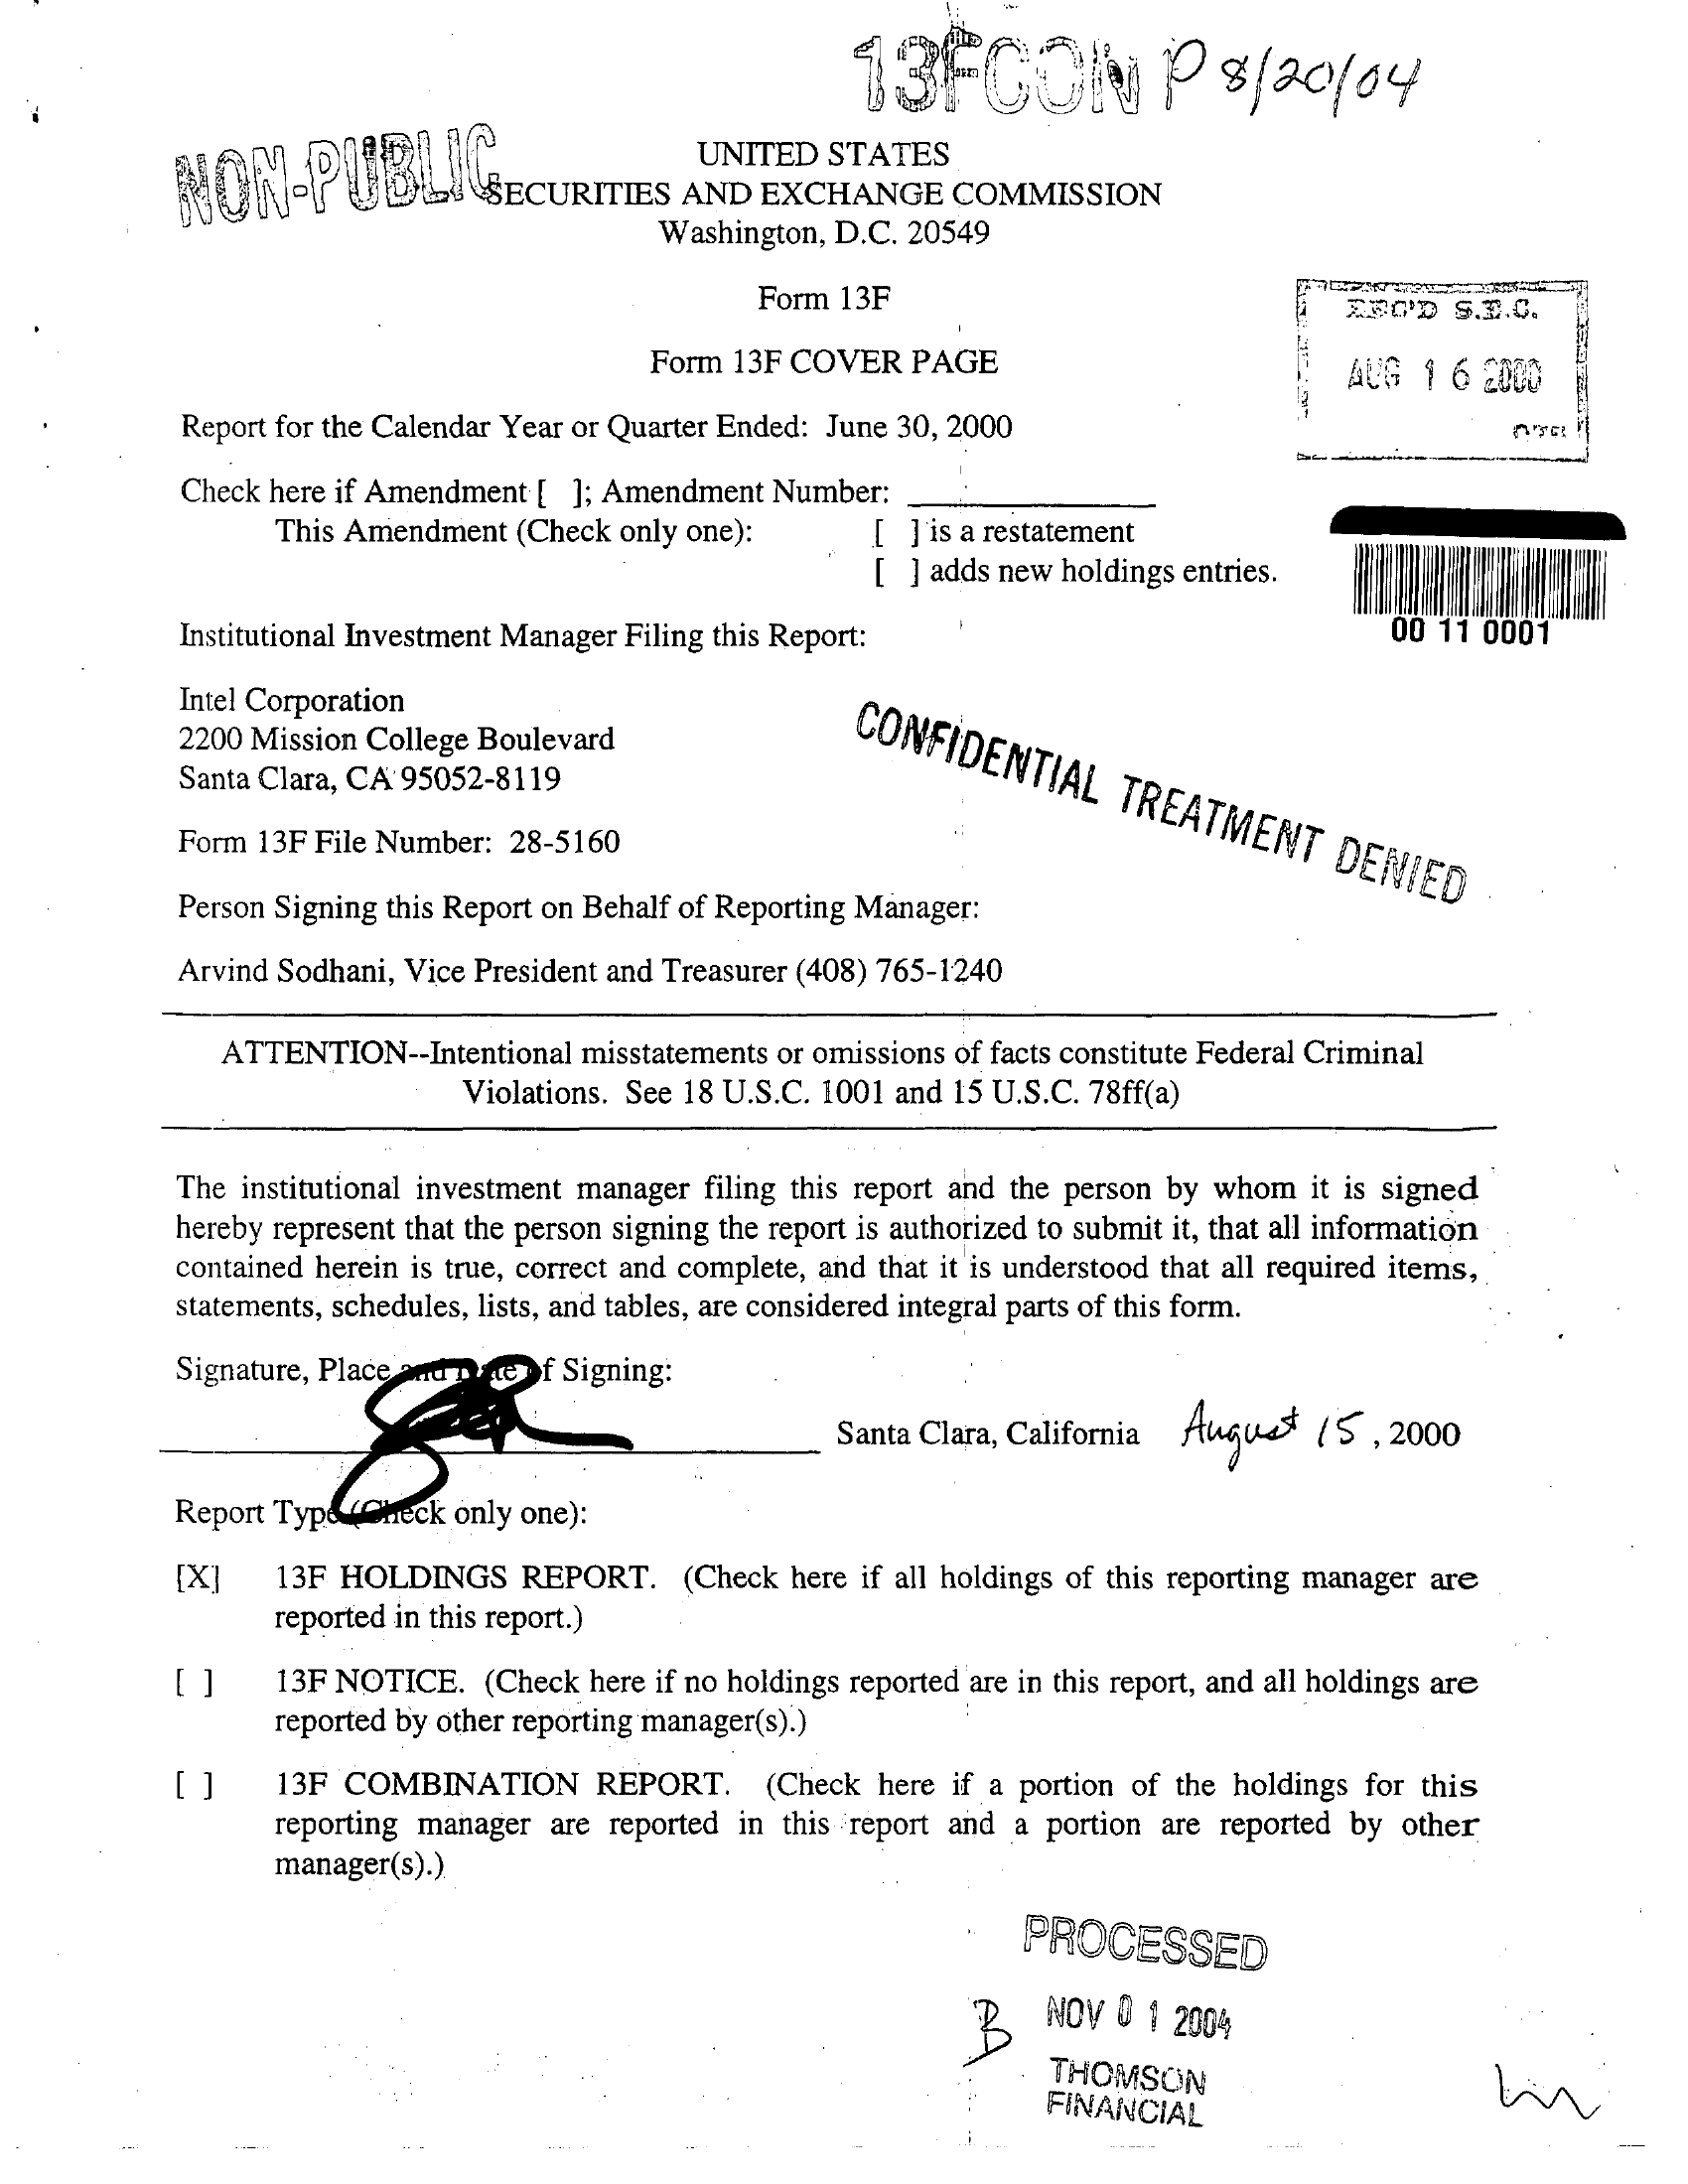 13FCON P 8/20/04
NON-PUBLIC
UNITED STATES
SECURITIES AND EXCHANGE COMMISSION
Washington, D.C. 20549
Form 13F
REC'D S.E.C.
AUG 16 2000
Form 13F COVER PAGE
Report for the Calendar Year or Quarter Ended: June 30, 2000
Check here if Amendment [ ]; Amendment Number:
This Amendment (Check only one): [ ] is a restatement
[ ] adds new holdings entries.
00 11 0001
Institutional Investment Manager Filing this Report:
Intel Corporation
2200 Mission College Boulevard
Santa Clara, CA 95052-8119
CONFIDENTIAL TREATMENT DENIED
Form 13F File Number: 28-5160
Person Signing this Report on Behalf of Reporting Manager:
Arvind Sodhani, Vice President and Treasurer (408) 765-1240
ATTENTION--Intentional misstatements or omissions of facts constitute Federal Criminal
Violations. See 18 U.S.C. 1001 and 15 U.S.C. 78ff(a)
The institutional investment manager filing this report and the person by whom it is signed
hereby represent that the person signing the report is authorized to submit it, that all information
contained herein is true, correct and complete, and that it is understood that all required items,
statements, schedules, lists, and tables, are considered integral parts of this form.
Signature, Place and Date of Signing:
Santa Clara, California August 15, 2000
Report Type (Check only one):
[X] 13F HOLDINGS REPORT. (Check here if all holdings of this reporting manager are
reported in this report.)
[ ] 13F NOTICE. (Check here if no holdings reported are in this report, and all holdings are
reported by other reporting manager(s).)
[ ] 13F COMBINATION REPORT. (Check here if a portion of the holdings for this
reporting manager are reported in this report and a portion are reported by other
manager(s).)
PROCESSED
B NOV 01 2004
THOMSON
FINANCIAL